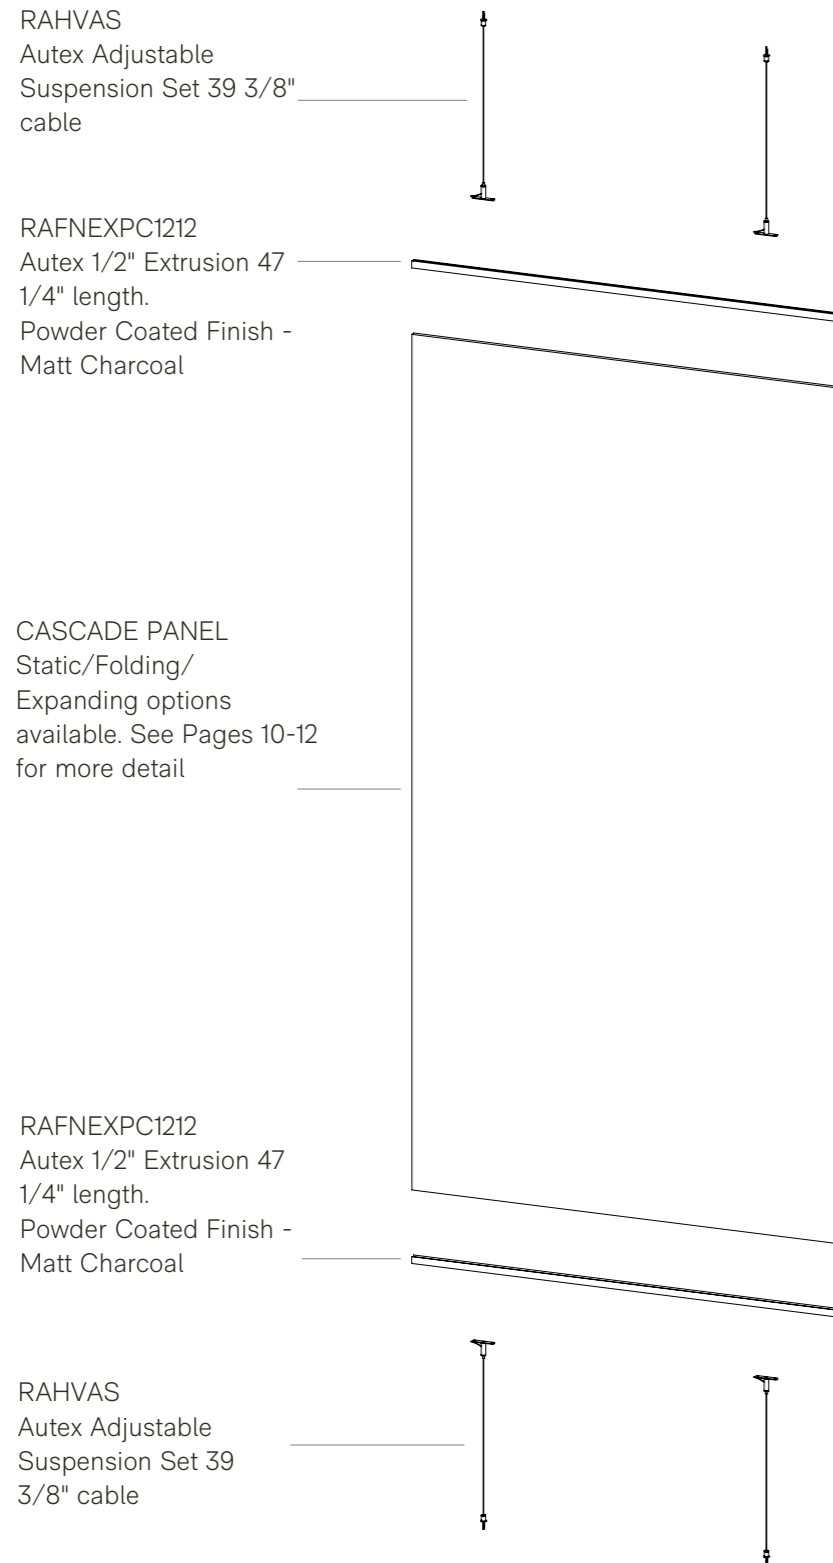 RAHVAS
Autex Adjustable
Suspension Set 39 3/8"
cable
RAFNEXPC1212
Autex 1/2" Extrusion 47
1/4" length.
Powder Coated Finish -
Matt Charcoal
CASCADE PANEL
Static/Folding/
Expanding options
available. See Pages 10-12
for more detail
RAFNEXPC1212
Autex 1/2" Extrusion 47
1/4" length.
Powder Coated Finish -
Matt Charcoal
RAHVAS
Autex Adjustable
Suspension Set 39
3/8" cable